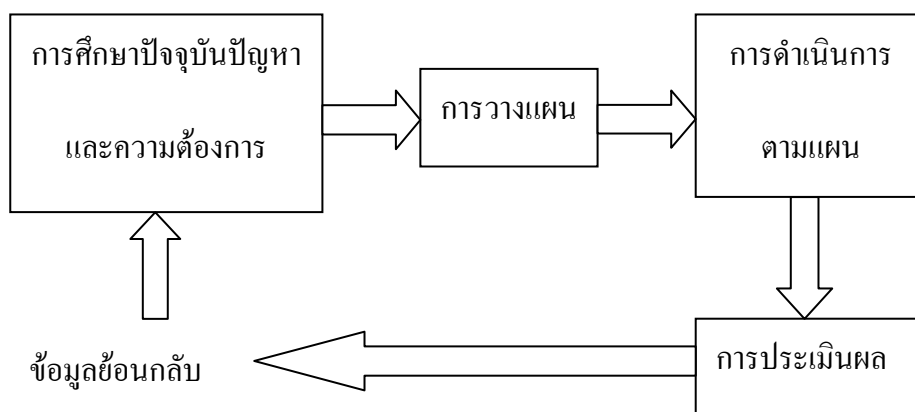 การศึกษาปัจจุบันปัญหา
และความต้องการ
การวางแผน
การดำเนินการ
ตามแผน
การประเมินผล
ข้อมูลย้อนกลับ